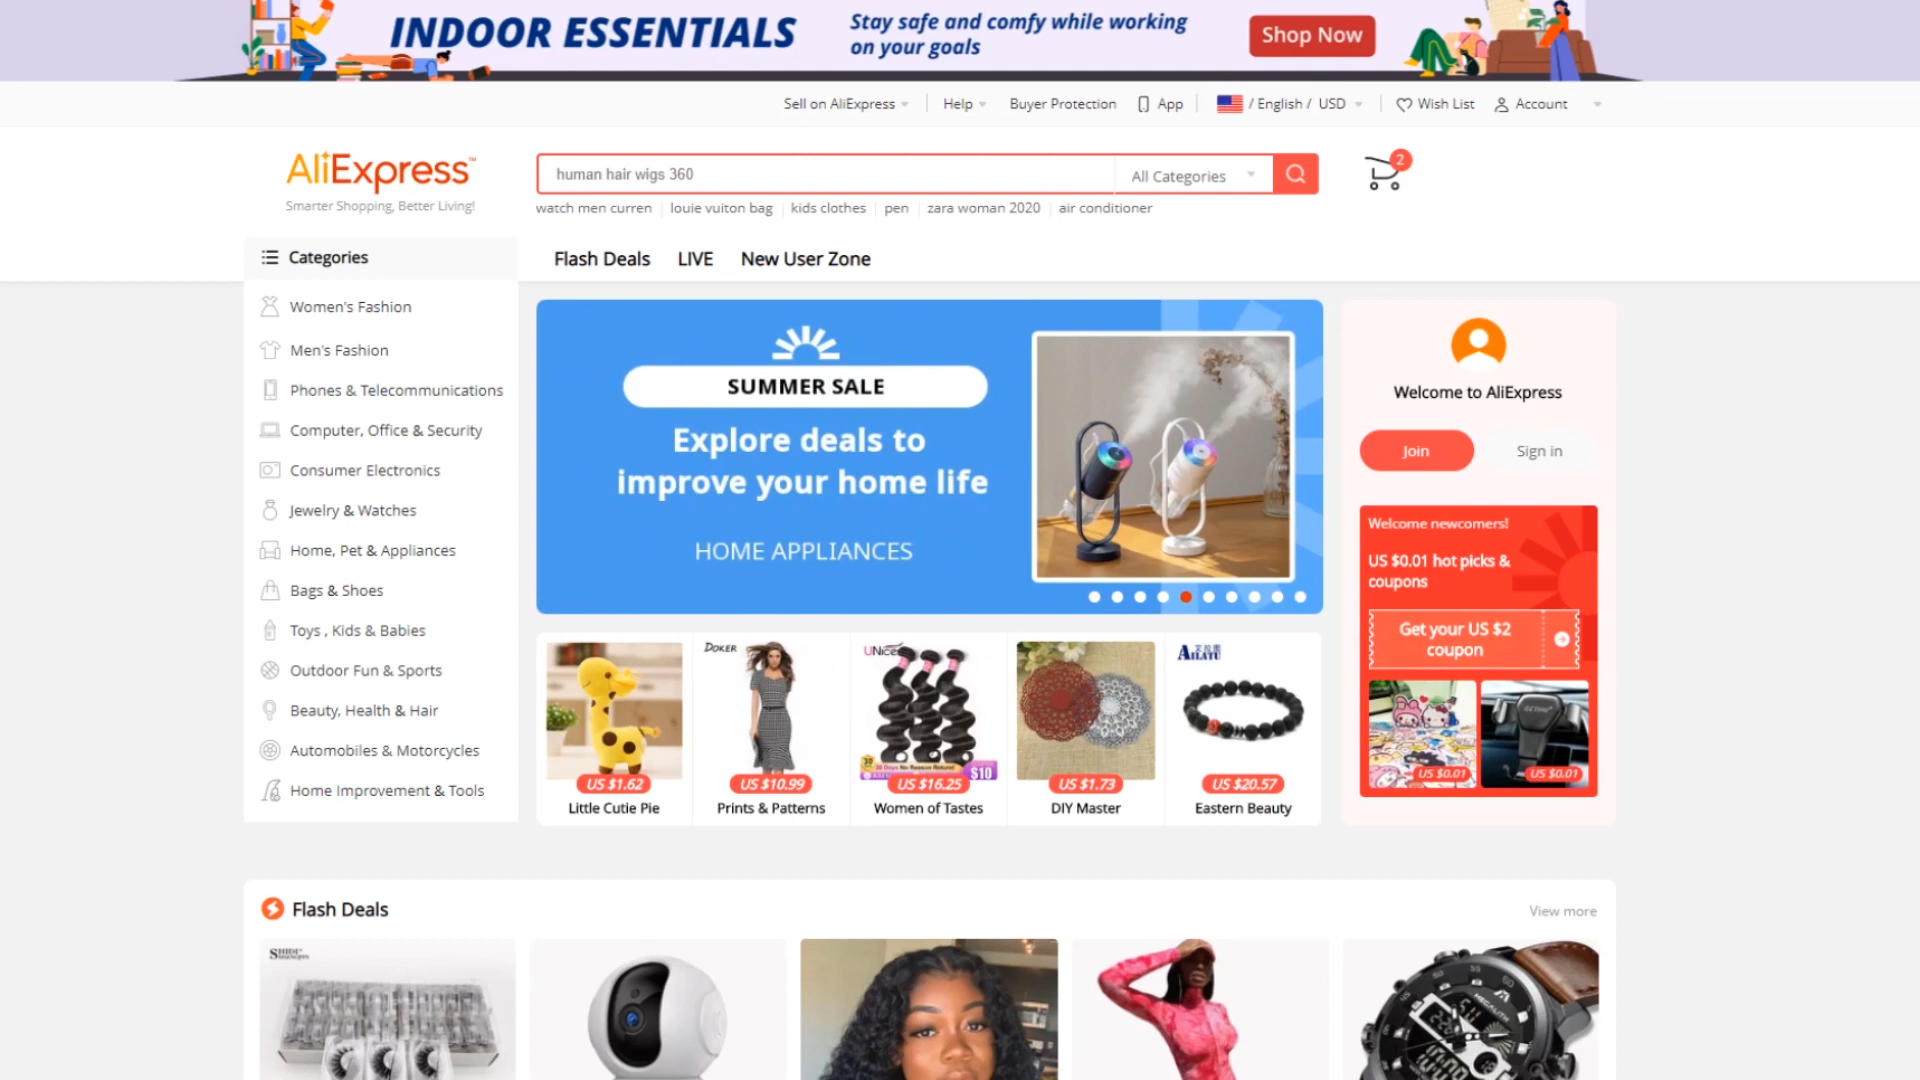 INDOOR ESSENTIALS
Stay safe and comfy while working
on your goals
Shop Now
Sell on AliExpress
Help
Buyer Protection
App
/ English / USD
Wish List
Account
AliExpress™
Smarter Shopping, Better Living!
human hair wigs 360
All Categories
2
watch men curren
louie vuiton bag
kids clothes
pen
zara woman 2020
air conditioner
Categories
Flash Deals
LIVE
New User Zone
Women's Fashion
Men's Fashion
Phones & Telecommunications
Computer, Office & Security
Consumer Electronics
Jewelry & Watches
Home, Pet & Appliances
Bags & Shoes
Toys , Kids & Babies
Outdoor Fun & Sports
Beauty, Health & Hair
Automobiles & Motorcycles
Home Improvement & Tools
SUMMER SALE
Explore deals to
improve your home life
HOME APPLIANCES
Welcome to AliExpress
Join
Sign in
Welcome newcomers!
US $0.01 hot picks &
coupons
Get your US $2
coupon
US $0.01
US $0.01
US $1.62
Little Cutie Pie
DOKER
US $10.99
Prints & Patterns
UNice
30 Days No Reason Return!
$10
US $16.25
Women of Tastes
US $1.73
DIY Master
AILATU
US $20.57
Eastern Beauty
Flash Deals
View more
MEGALITH